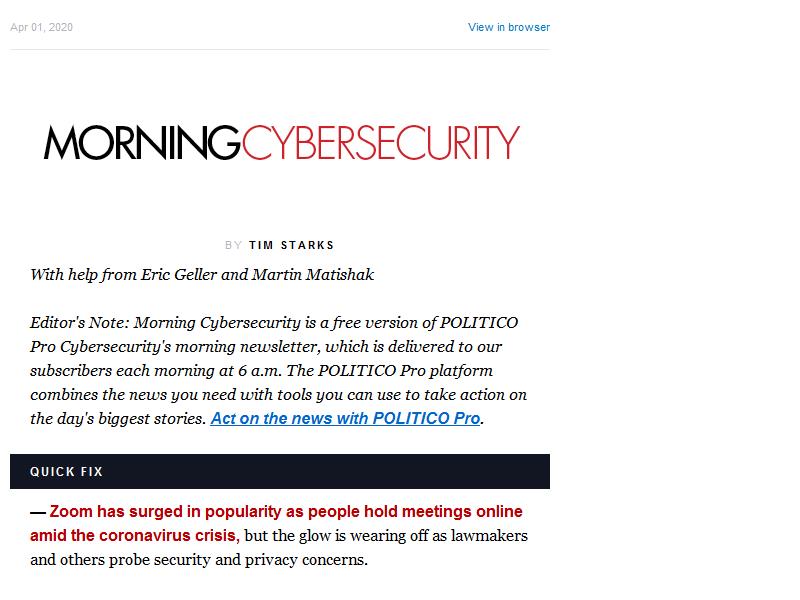 Apr 01, 2020 View in browser
MORNINGCYBERSECURITY
BY TIM STARKS
With help from Eric Geller and Martin Matishak
Editor's Note: Morning Cybersecurity is a free version of POLITICO
Pro Cybersecurity's morning newsletter, which is delivered to our
subscribers each morning at 6 a.m. The POLITICO Pro platform
combines the news you need with tools you can use to take action on
the day's biggest stories. Act on the news with POLITICO Pro.
QUICK FIX
— Zoom has surged in popularity as people hold meetings online
amid the coronavirus crisis, but the glow is wearing off as lawmakers
and others probe security and privacy concerns.